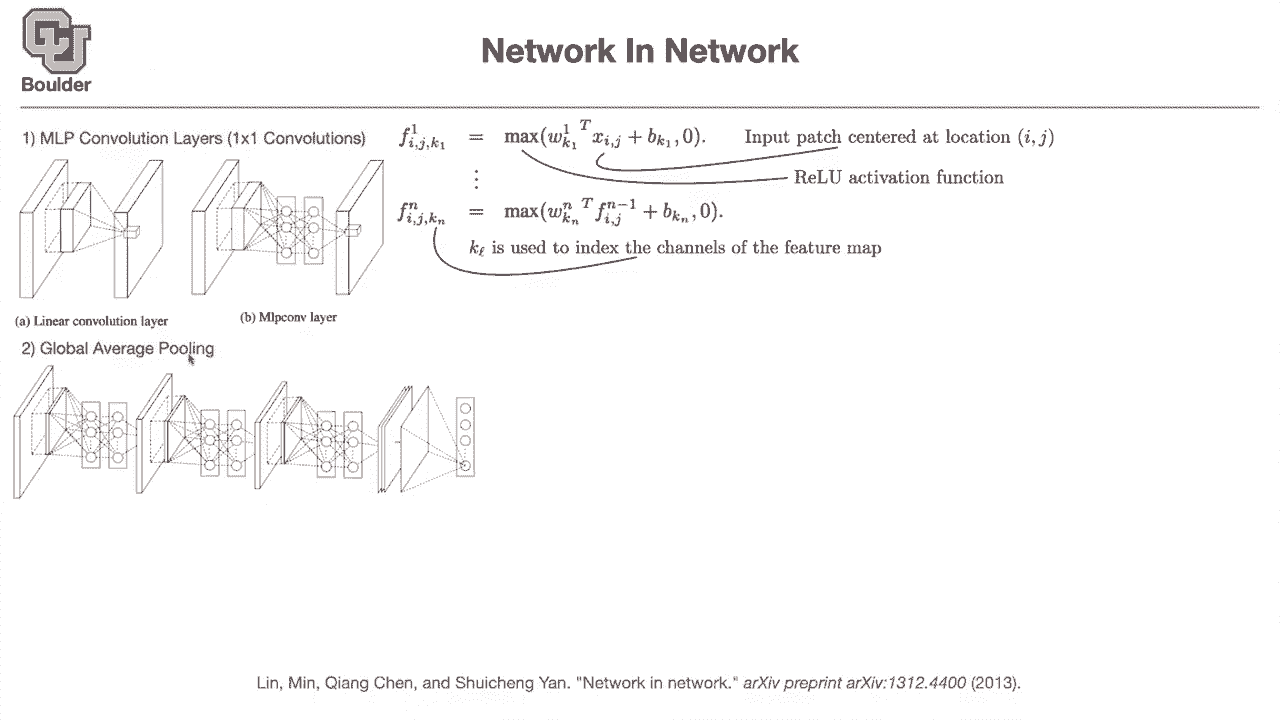 Boulder
Network In Network
1) MLP Convolution Layers (1x1 Convolutions)
f^1_{i,j,k_1} = max(w^1_{k_1}^T x_{i,j} + b_{k_1}, 0).
Input patch centered at location (i, j)
ReLU activation function
⋮
f^n_{i,j,k_n} = max(w^n_{k_n}^T f^{n-1}_{i,j} + b_{k_n}, 0).
k_ℓ is used to index the channels of the feature map
(a) Linear convolution layer
(b) Mlpconv layer
2) Global Average Pooling
Lin, Min, Qiang Chen, and Shuicheng Yan. "Network in network." arXiv preprint arXiv:1312.4400 (2013).